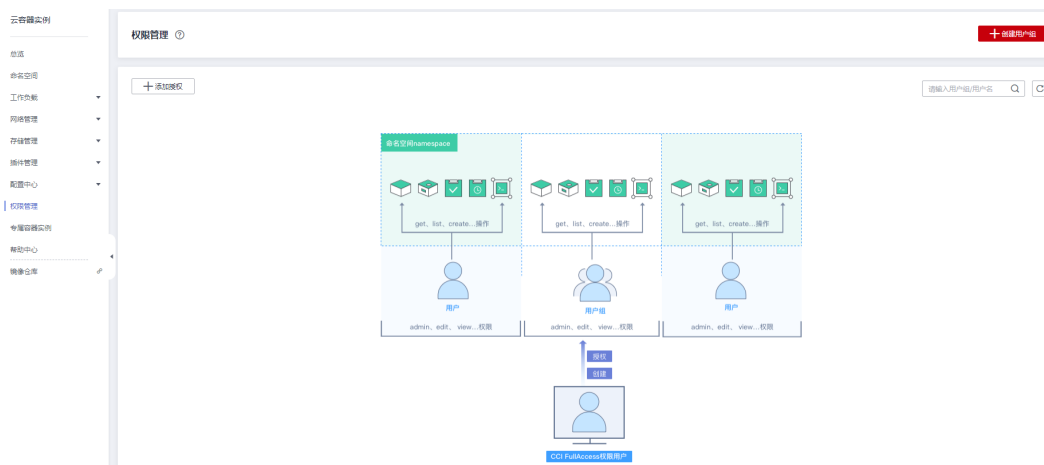 云容器实例
总览
命名空间
工作负载
网络管理
存储管理
插件管理
配置中心
权限管理
专属容器实例
帮助中心
镜像仓库
权限管理
创建用户组
添加授权
请输入用户组/用户名
命名空间namespace
get、list、create...操作
get、list、create...操作
get、list、create...操作
用户
用户组
用户
admin、edit、view...权限
admin、edit、view...权限
admin、edit、view...权限
授权
创建
CCI FullAccess权限用户